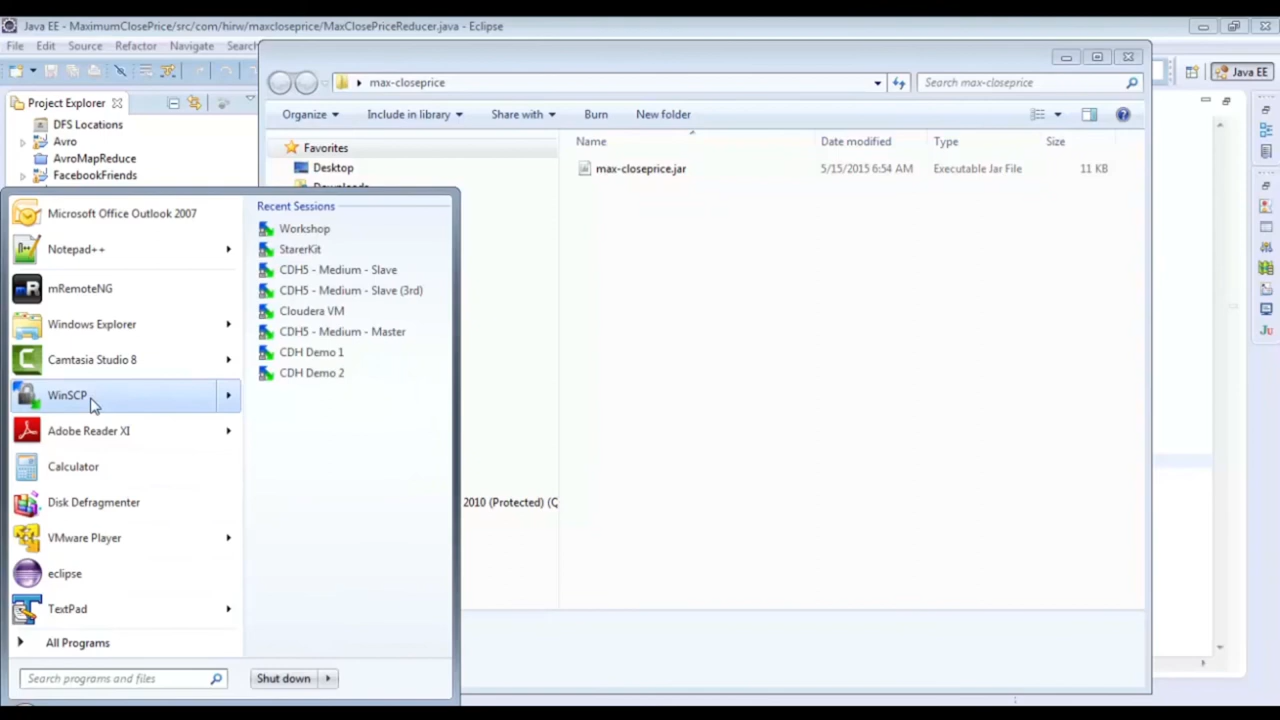 Java EE - MaximumClosePrice/src/com/hirw/maxcloseprice/MaxClosePriceReducer.java - Eclipse
File Edit Source Refactor Navigate Search
max-closeprice
Search max-closeprice
Java EE
Project Explorer
Organize Include in library Share with Burn New folder
DFS Locations
Avro
AvroMapReduce
FacebookFriends
Favorites
Desktop
Downloads
Name Date modified Type Size
max-closeprice.jar 5/15/2015 6:54 AM Executable Jar File 11 KB
Microsoft Office Outlook 2007
Notepad++
mRemoteNG
Windows Explorer
Camtasia Studio 8
WinSCP
Adobe Reader XI
Calculator
Disk Defragmenter
VMware Player
eclipse
TextPad
All Programs
Search programs and files
Shut down
Recent Sessions
Workshop
StarerKit
CDH5 - Medium - Slave
CDH5 - Medium - Slave (3rd)
Cloudera VM
CDH5 - Medium - Master
CDH Demo 1
CDH Demo 2
2010 (Protected) (Q
Ju